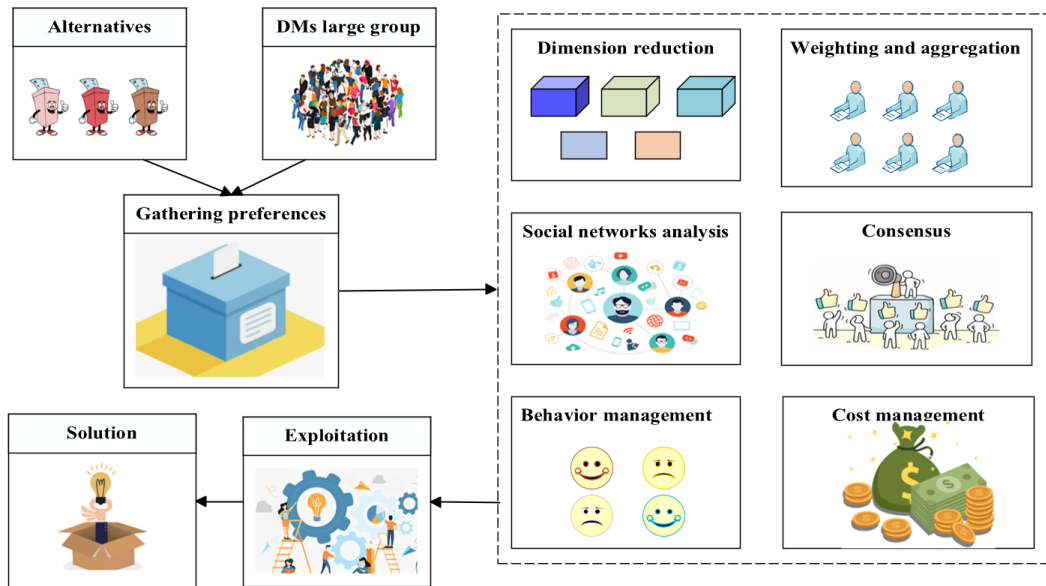 Alternatives
DMs large group
Gathering preferences
Dimension reduction
Weighting and aggregation
Social networks analysis
Consensus
Behavior management
Cost management
Exploitation
Solution